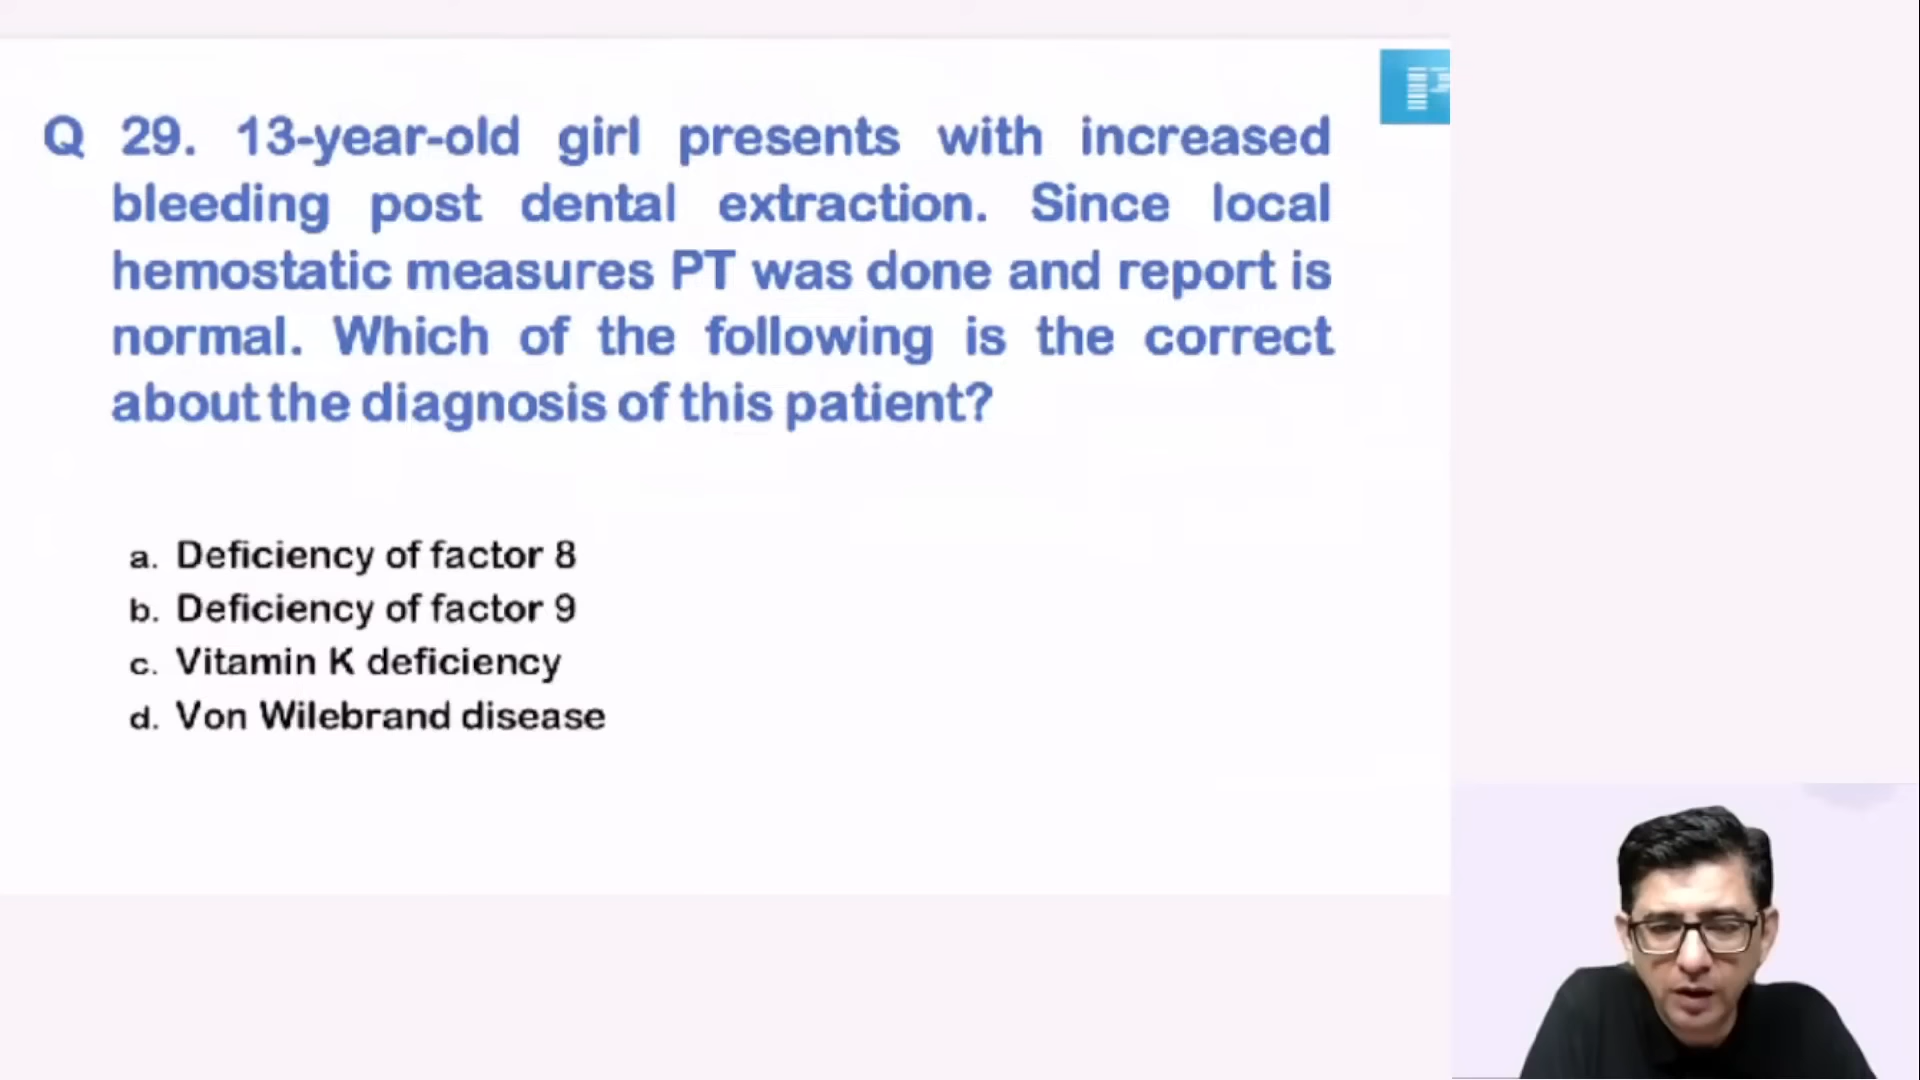 Q 29. 13-year-old girl presents with increased
bleeding post dental extraction. Since local
hemostatic measures PT was done and report is
normal. Which of the following is the correct
about the diagnosis of this patient?
a. Deficiency of factor 8
b. Deficiency of factor 9
c. Vitamin K deficiency
d. Von Wilebrand disease